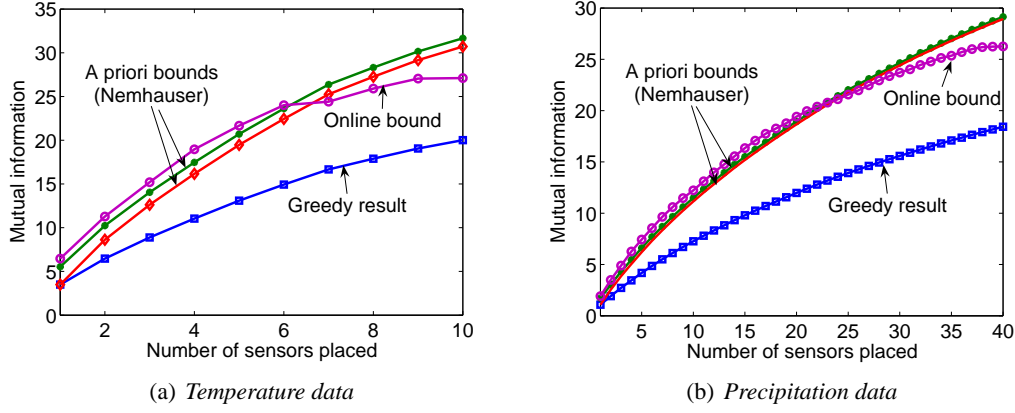 35
30
25
20
15
10
5
0
Mutual information
A priori bounds
(Nemhauser)
Online bound
Greedy result
2
4
6
8
10
Number of sensors placed
(a) Temperature data
30
25
20
15
10
5
0
Mutual information
A priori bounds
(Nemhauser)
Online bound
Greedy result
5
10
15
20
25
30
35
40
Number of sensors placed
(b) Precipitation data